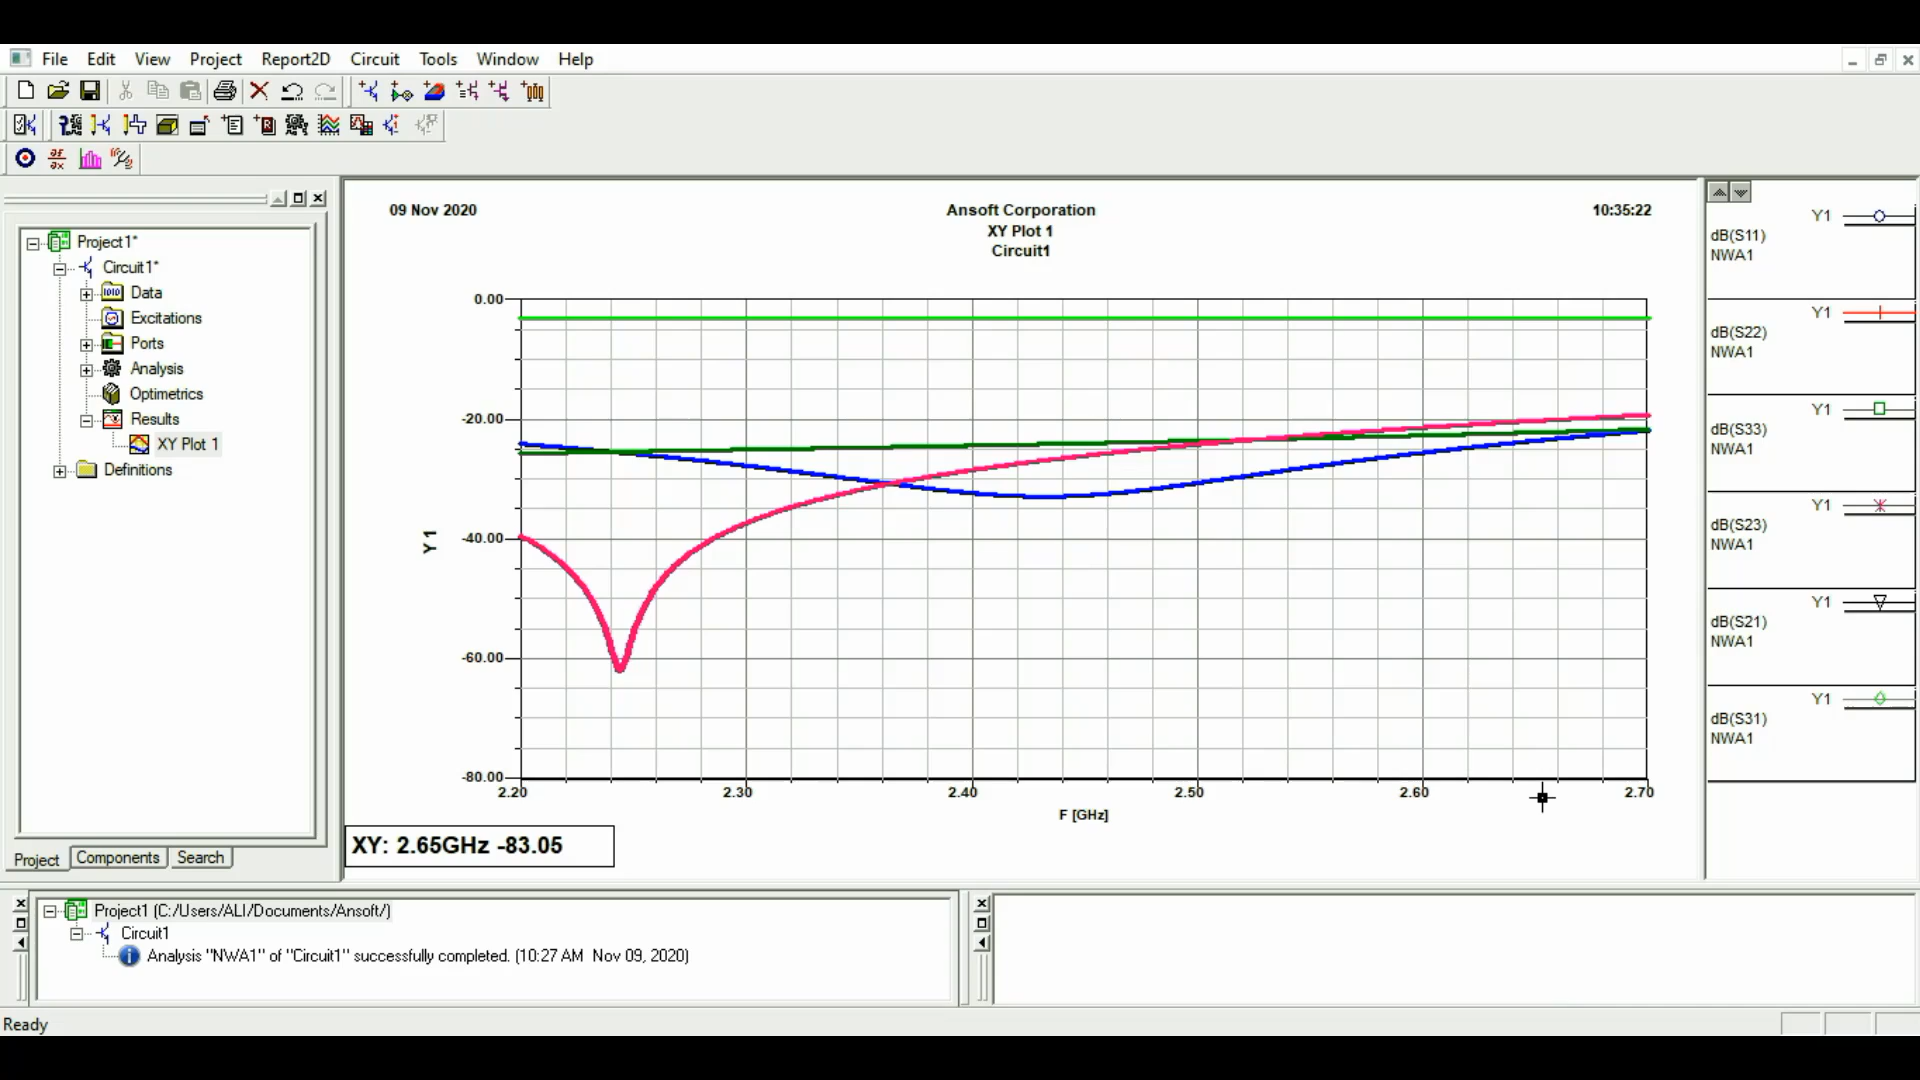 File Edit View Project Report2D Circuit Tools Window Help
Project1*
Circuit1*
Data
Excitations
Ports
Analysis
Optimetrics
Results
XY Plot 1
Definitions
Project Components Search
09 Nov 2020
Ansoft Corporation
10:35:22
XY Plot 1
Circuit1
Y 1
0.00
-20.00
-40.00
-60.00
-80.00
2.20 2.30 2.40 2.50 2.60 2.70
F [GHz]
XY: 2.65GHz -83.05
Y1
dB(S11)
NWA1
Y1
dB(S22)
NWA1
Y1
dB(S33)
NWA1
Y1
dB(S23)
NWA1
Y1
dB(S21)
NWA1
Y1
dB(S31)
NWA1
Project1 (C:/Users/ALI/Documents/Ansoft/)
Circuit1
Analysis "NWA1" of "Circuit1" successfully completed. (10:27 AM Nov 09, 2020)
Ready